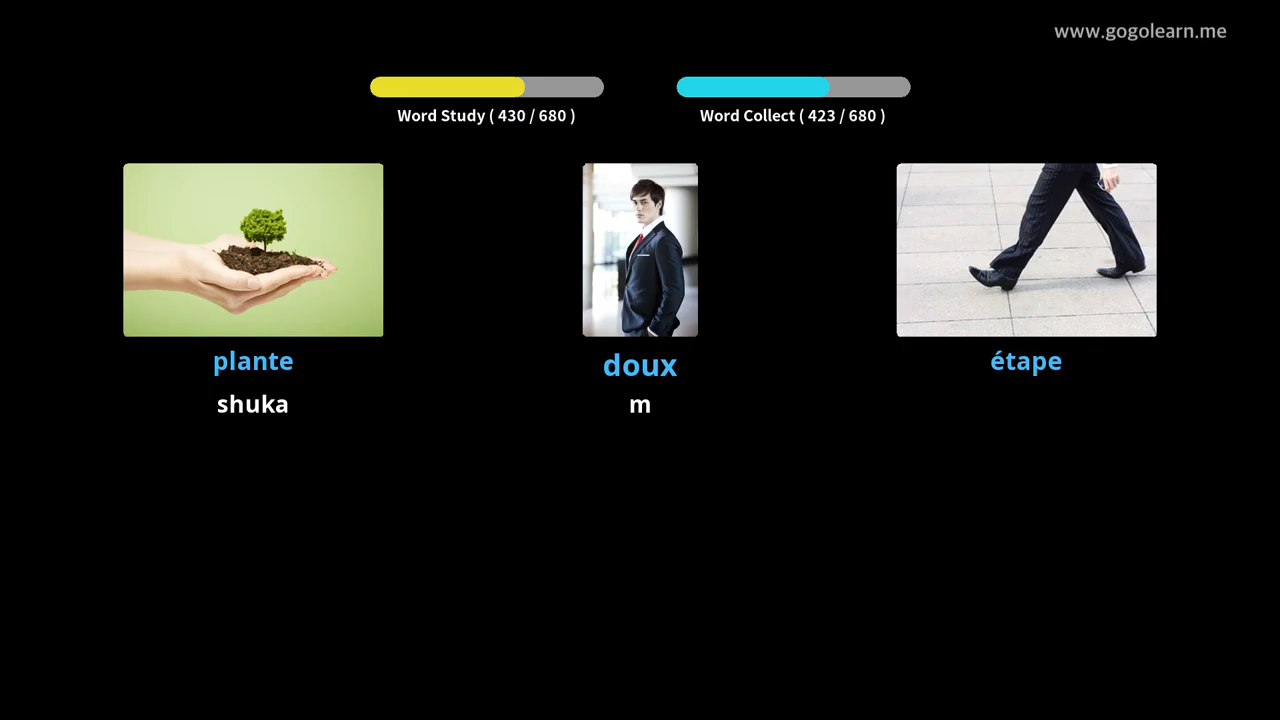 www.gogolearn.me
Word Study ( 430 / 680 )
Word Collect ( 423 / 680 )
plante
doux
étape
shuka
m